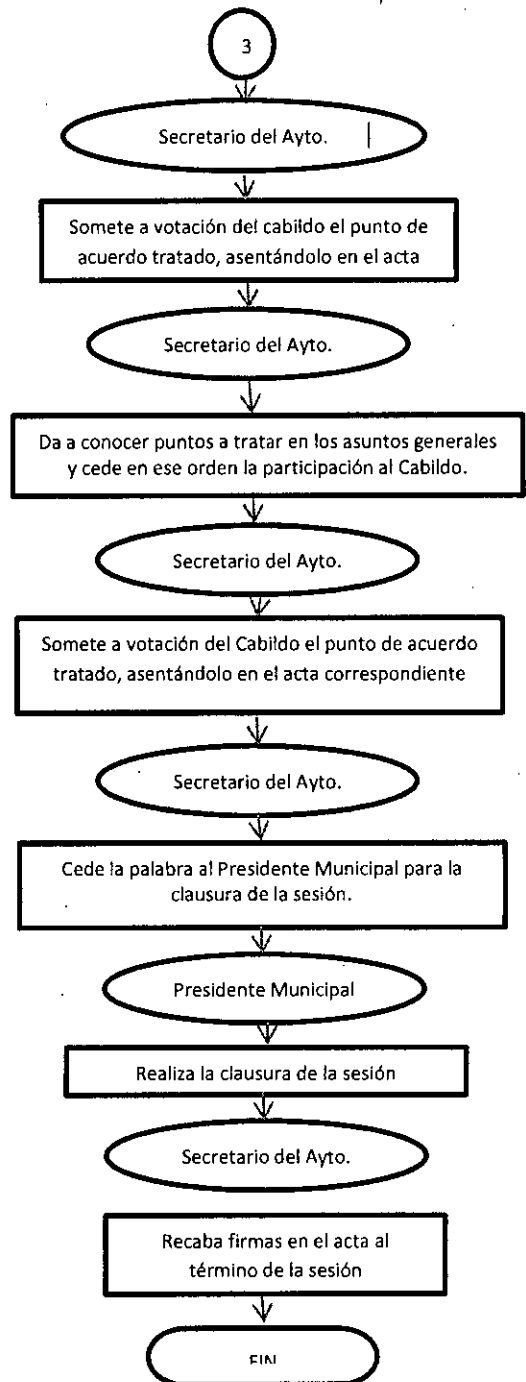 3
Secretario del Ayto.
Somete a votación del cabildo el punto de
acuerdo tratado, asentándolo en el acta
Secretario del Ayto.
Da a conocer puntos a tratar en los asuntos generales
y cede en ese orden la participación al Cabildo.
Secretario del Ayto.
Somete a votación del Cabildo el punto de acuerdo
tratado, asentándolo en el acta correspondiente
Secretario del Ayto.
Cede la palabra al Presidente Municipal para la
clausura de la sesión.
Presidente Municipal
Realiza la clausura de la sesión
Secretario del Ayto.
Recaba firmas en el acta al
término de la sesión
FIN